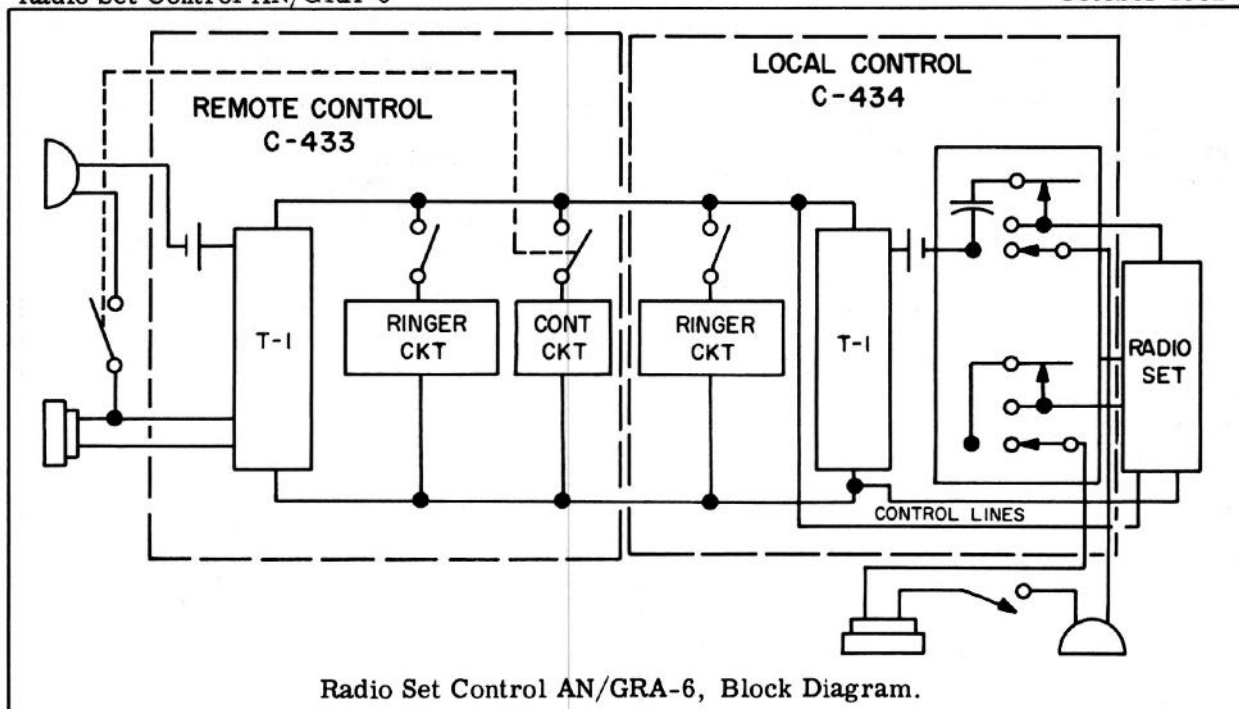 REMOTE CONTROL
C-433
LOCAL CONTROL
C-434
T-1
RINGER
CKT
CONT
CKT
RINGER
CKT
T-1
RADIO
SET
CONTROL LINES
Radio Set Control AN/GRA-6, Block Diagram.